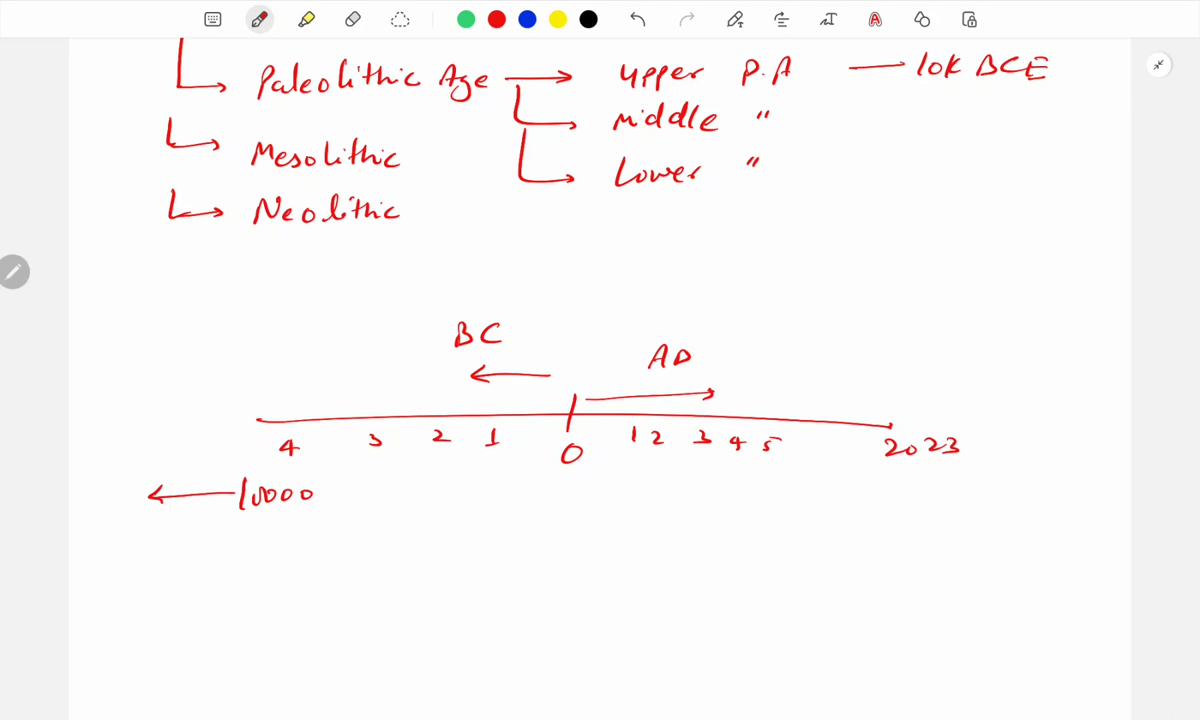 Paleolithic Age → Upper P.A — 10K BCE
Middle "
Mesolithic
Lower "
Neolithic
BC
AD
4 3 2 1 0 1 2 3 4 5 2023
10000